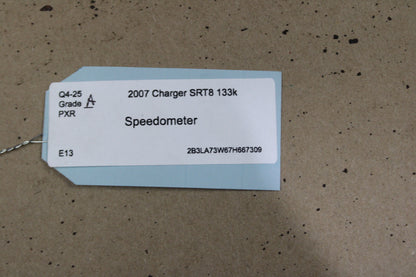 Q4-25 2007 Charger SRT8 133k
Grade A
PXR
Speedometer
E13 2B3LA73W67H667309